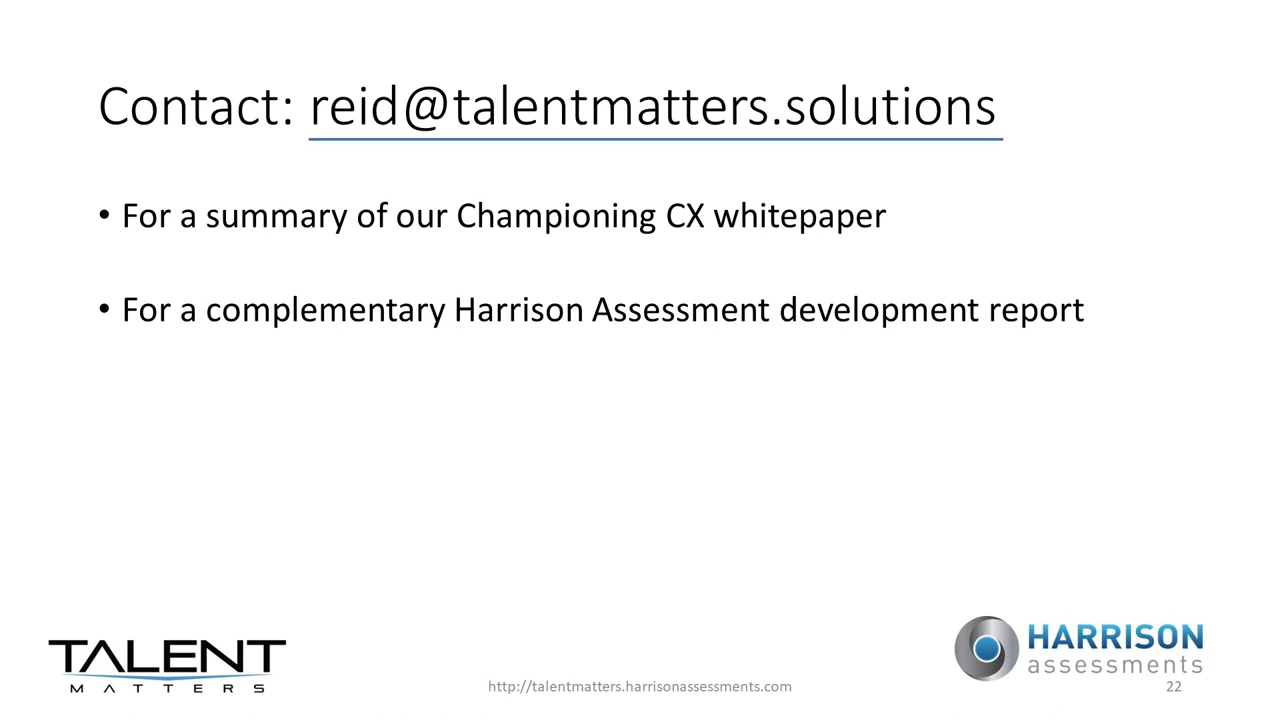 Contact: reid@talentmatters.solutions
• For a summary of our Championing CX whitepaper
• For a complementary Harrison Assessment development report
TALENT
MATTERS
http://talentmatters.harrisonassessments.com
HARRISON
assessments
22